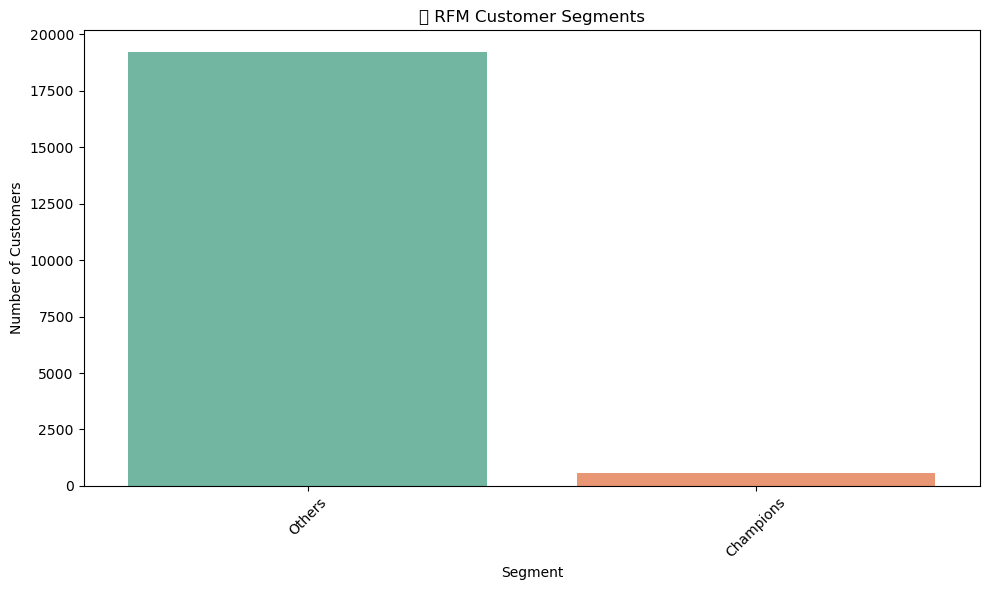 RFM Customer Segments
20000
17500
15000
12500
10000
7500
5000
2500
0
Number of Customers
Others
Champions
Segment